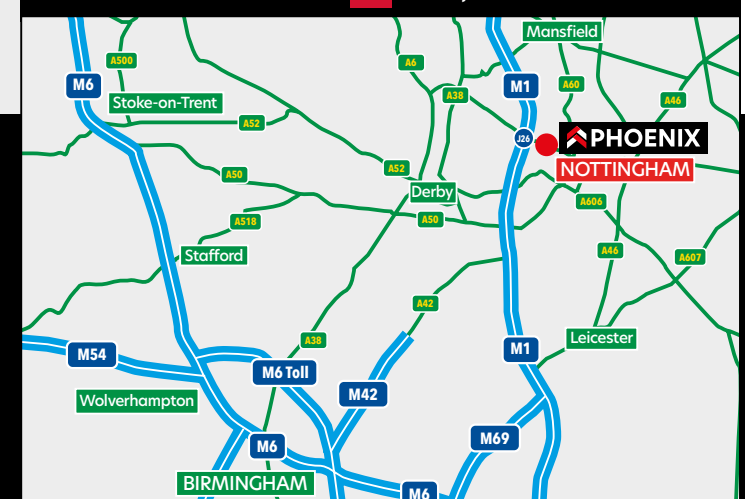 Mansfield
A500
A6
M6
M1
A60
A38
A46
Stoke-on-Trent
A52
J26
PHOENIX
NOTTINGHAM
A50
A52
Derby
A606
A518
A50
Stafford
A46
A607
A42
A38
Leicester
M54
M1
M6 Toll
M42
Wolverhampton
M69
M6
BIRMINGHAM
M6